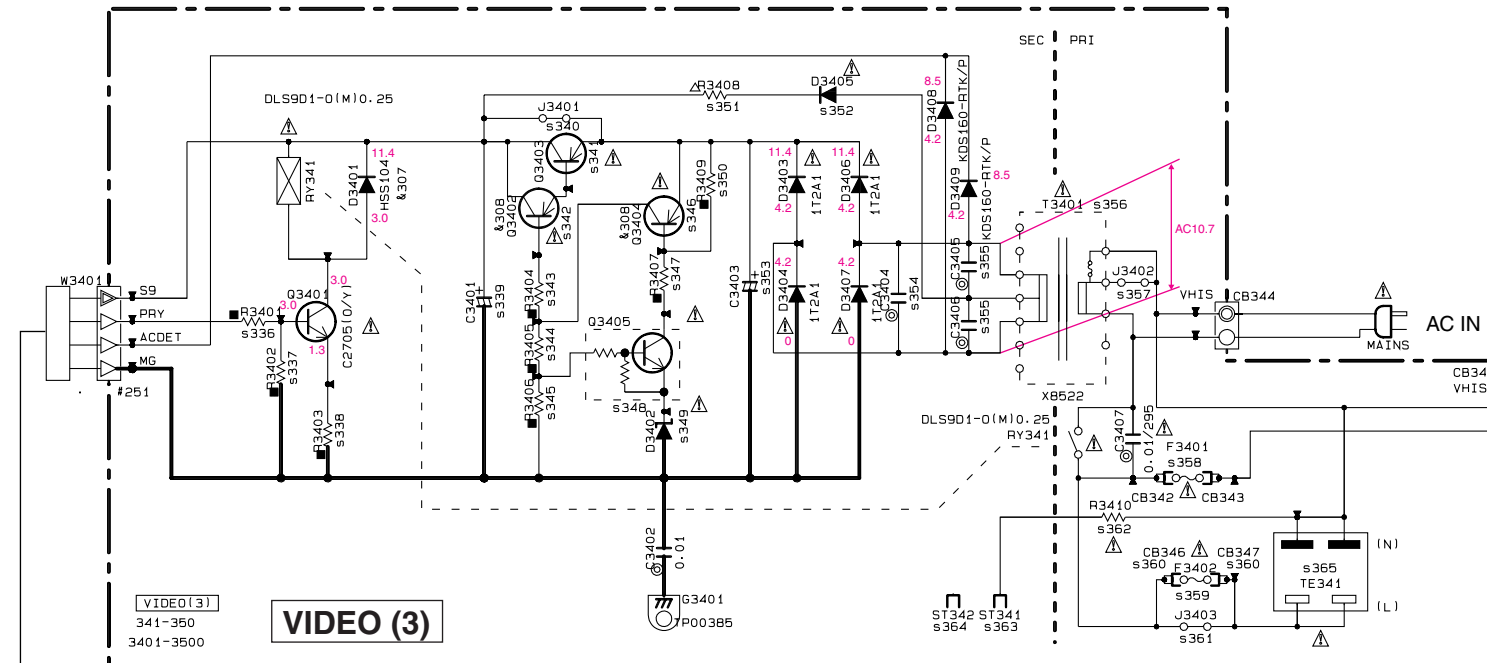 SEC PRI
DLS9D1-0(M)0.25
RY341
D3401
HSS104
&307
11.4
3.0
R3408
s351
D3405
s352
J3401
s340
Q3403
s341
&308
Q3402
s342
&308
Q3404
s346
R3409
s350
8.5
D3408
4.2
KDS160-RTK/P
D3409
4.2
KDS160-RTK/P
8.5
11.4
D3403
4.2
1T2A1
11.4
D3406
4.2
1T2A1
4.2
D3404
1T2A1
0
4.2
D3407
1T2A1
0
C3404
s354
C3405
s355
C3406
s355
T3401 s356
AC10.7
J3402
s357
VHIS
CB344
MAINS
AC IN
CB34
VHIS
W3401
S9
PRY
ACDET
MG
#251
R3401
s336
3.0
Q3401
3.0
1.3
C2705(O/Y)
R3402
s337
R3403
s338
C3401
+
s339
R3404
s343
R3405
s344
R3406
s345
R3407
s347
Q3405
s348
D3402
s349
C3403
+
s353
X8522
DLS9D1-0(M)0.25
RY341
C3407
0.01/295
F3401
s358
CB342
CB343
R3410
s362
CB346
s360
CB347
s360
F3402
s359
J3403
s361
s365
TE341
(N)
(L)
ST342
s364
ST341
s363
C3402
0.01
G3401
TP00385
VIDEO(3)
341-350
3401-3500
VIDEO (3)